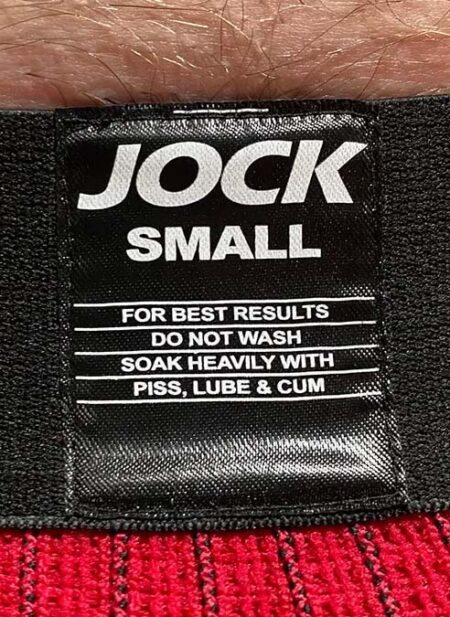 JOCK
SMALL
FOR BEST RESULTS
DO NOT WASH
SOAK HEAVILY WITH
PISS, LUBE & CUM